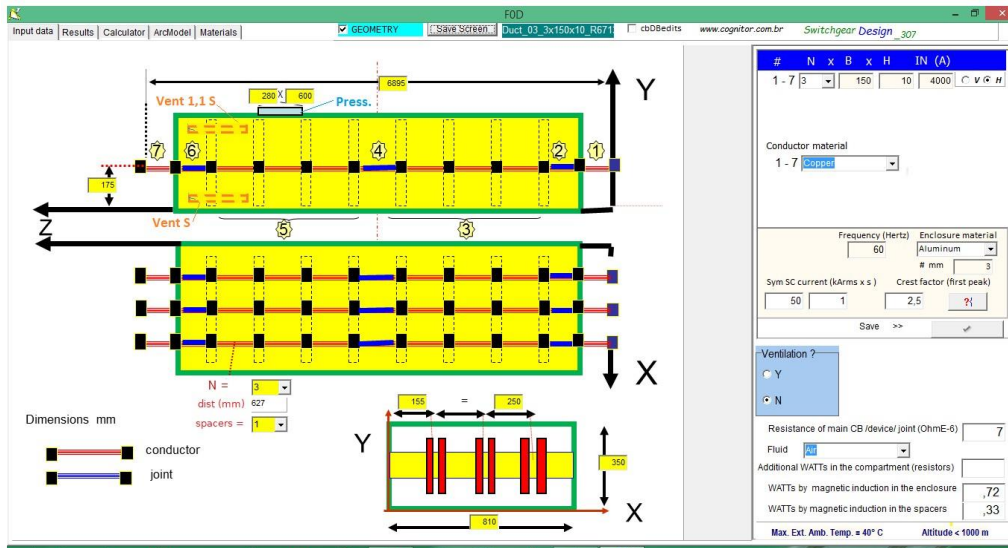 F0D
Input data Results Calculator ArcModel Materials
GEOMETRY Save Screen Duct_03_3x150x10_R671: cbDBedits www.cognitor.com.br Switchgear Design _307
6895
Y
280 X 600
Vent 1,1 S Press.
7 6 4 2 1
175
Z
Vent S
5 3
X
N = 3
dist (mm) 627
spacers = 1
Dimensions mm
conductor
joint
155 = 250
Y
350
X
810
# N x B x H IN (A)
1 - 7 3 150 10 4000 V H
Conductor material
1 - 7 Copper
Frequency (Hertz) Enclosure material
60 Aluminum
# mm 3
Sym SC current (kArms x s ) Crest factor (first peak)
50 1 2,5 ?(
Save >>
Ventilation ?
Y
N
Resistance of main CB /device/ joint (OhmE-6) 7
Fluid Air
Additional WATTs in the compartment (resistors)
WATTs by magnetic induction in the enclosure ,72
WATTs by magnetic induction in the spacers ,33
Max. Ext. Amb. Temp. = 40° C Altitude < 1000 m